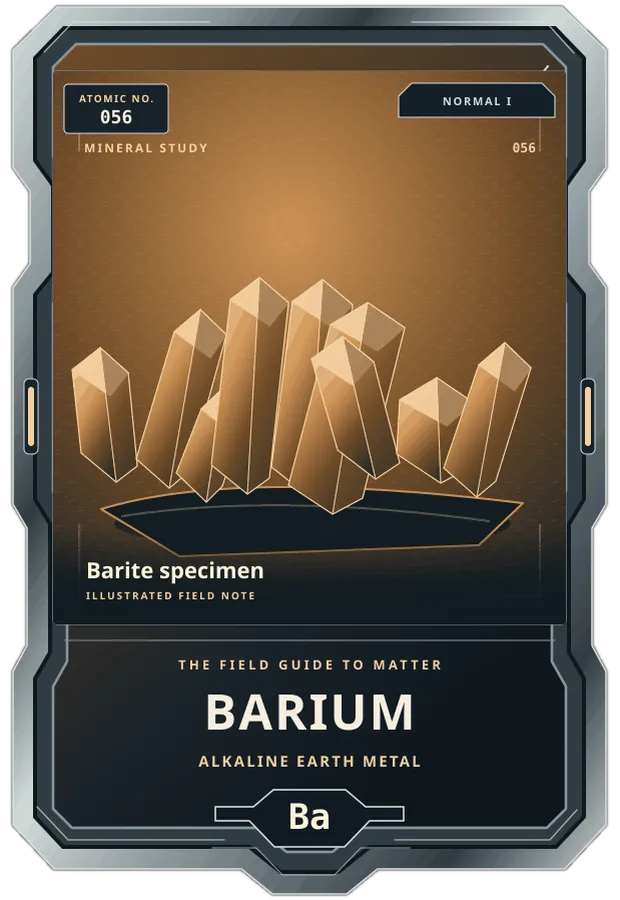 ATOMIC NO.
056
NORMAL I
MINERAL STUDY
056
Barite specimen
ILLUSTRATED FIELD NOTE
THE FIELD GUIDE TO MATTER
BARIUM
ALKALINE EARTH METAL
Ba